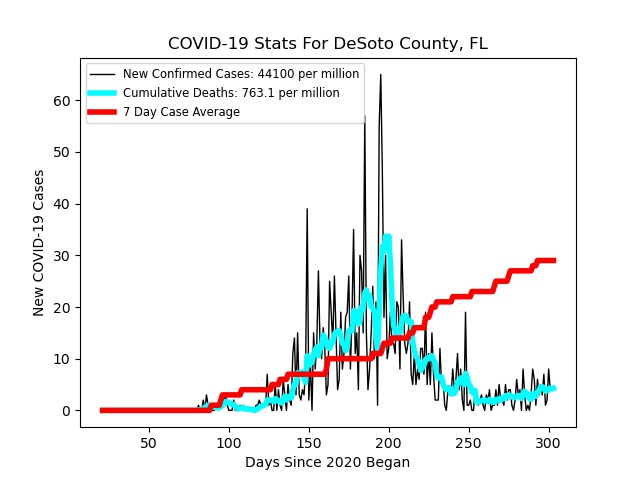 COVID-19 Stats For DeSoto County, FL
New Confirmed Cases: 44100 per million
Cumulative Deaths: 763.1 per million
7 Day Case Average
60
50
40
30
20
10
0
New COVID-19 Cases
50 100 150 200 250 300
Days Since 2020 Began